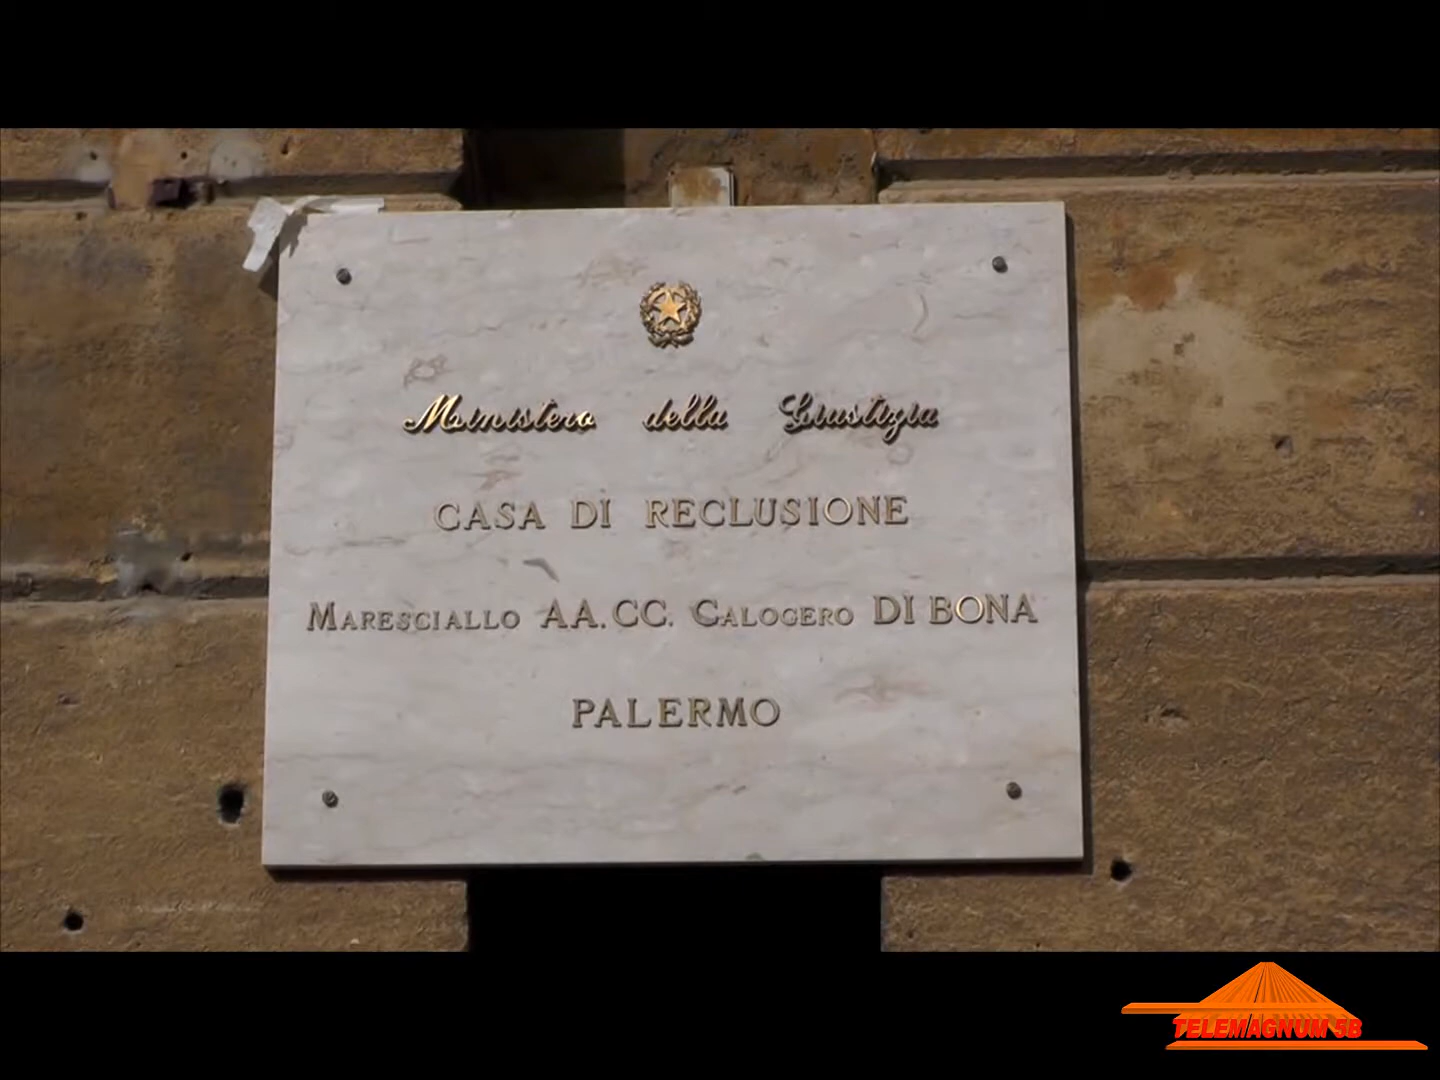 Ministero della Giustizia
CASA DI RECLUSIONE
MARESCIALLO AA.CC. CALOGERO DI BONA
PALERMO
TELEMAGNUM 5B